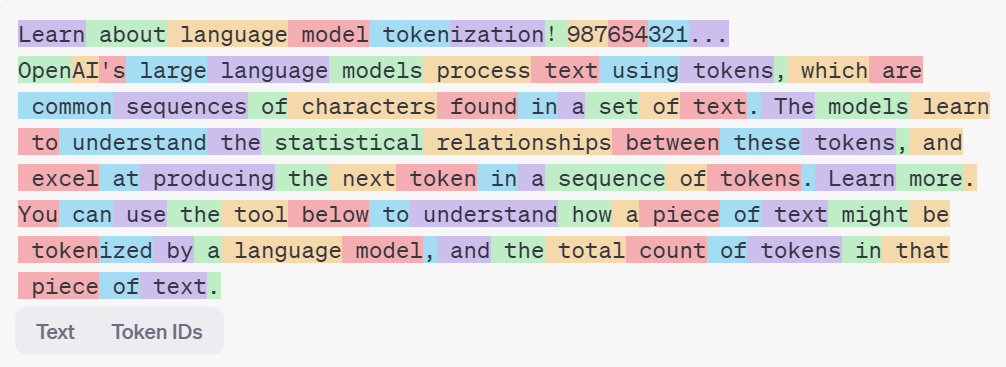 Learn about language model tokenization! 987654321...
OpenAI's large language models process text using tokens, which are
common sequences of characters found in a set of text. The models learn
to understand the statistical relationships between these tokens, and
excel at producing the next token in a sequence of tokens. Learn more.
You can use the tool below to understand how a piece of text might be
tokenized by a language model, and the total count of tokens in that
piece of text.
Text Token IDs